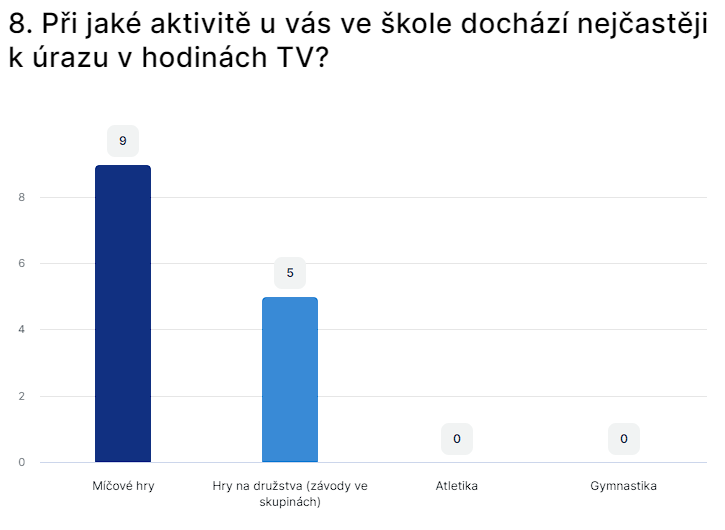 8. Při jaké aktivitě u vás ve škole dochází nejčastěji
k úrazu v hodinách TV?
9
8
6
5
4
2
0
0
0
Míčové hry
Hry na družstva (závody ve
skupinách)
Atletika
Gymnastika